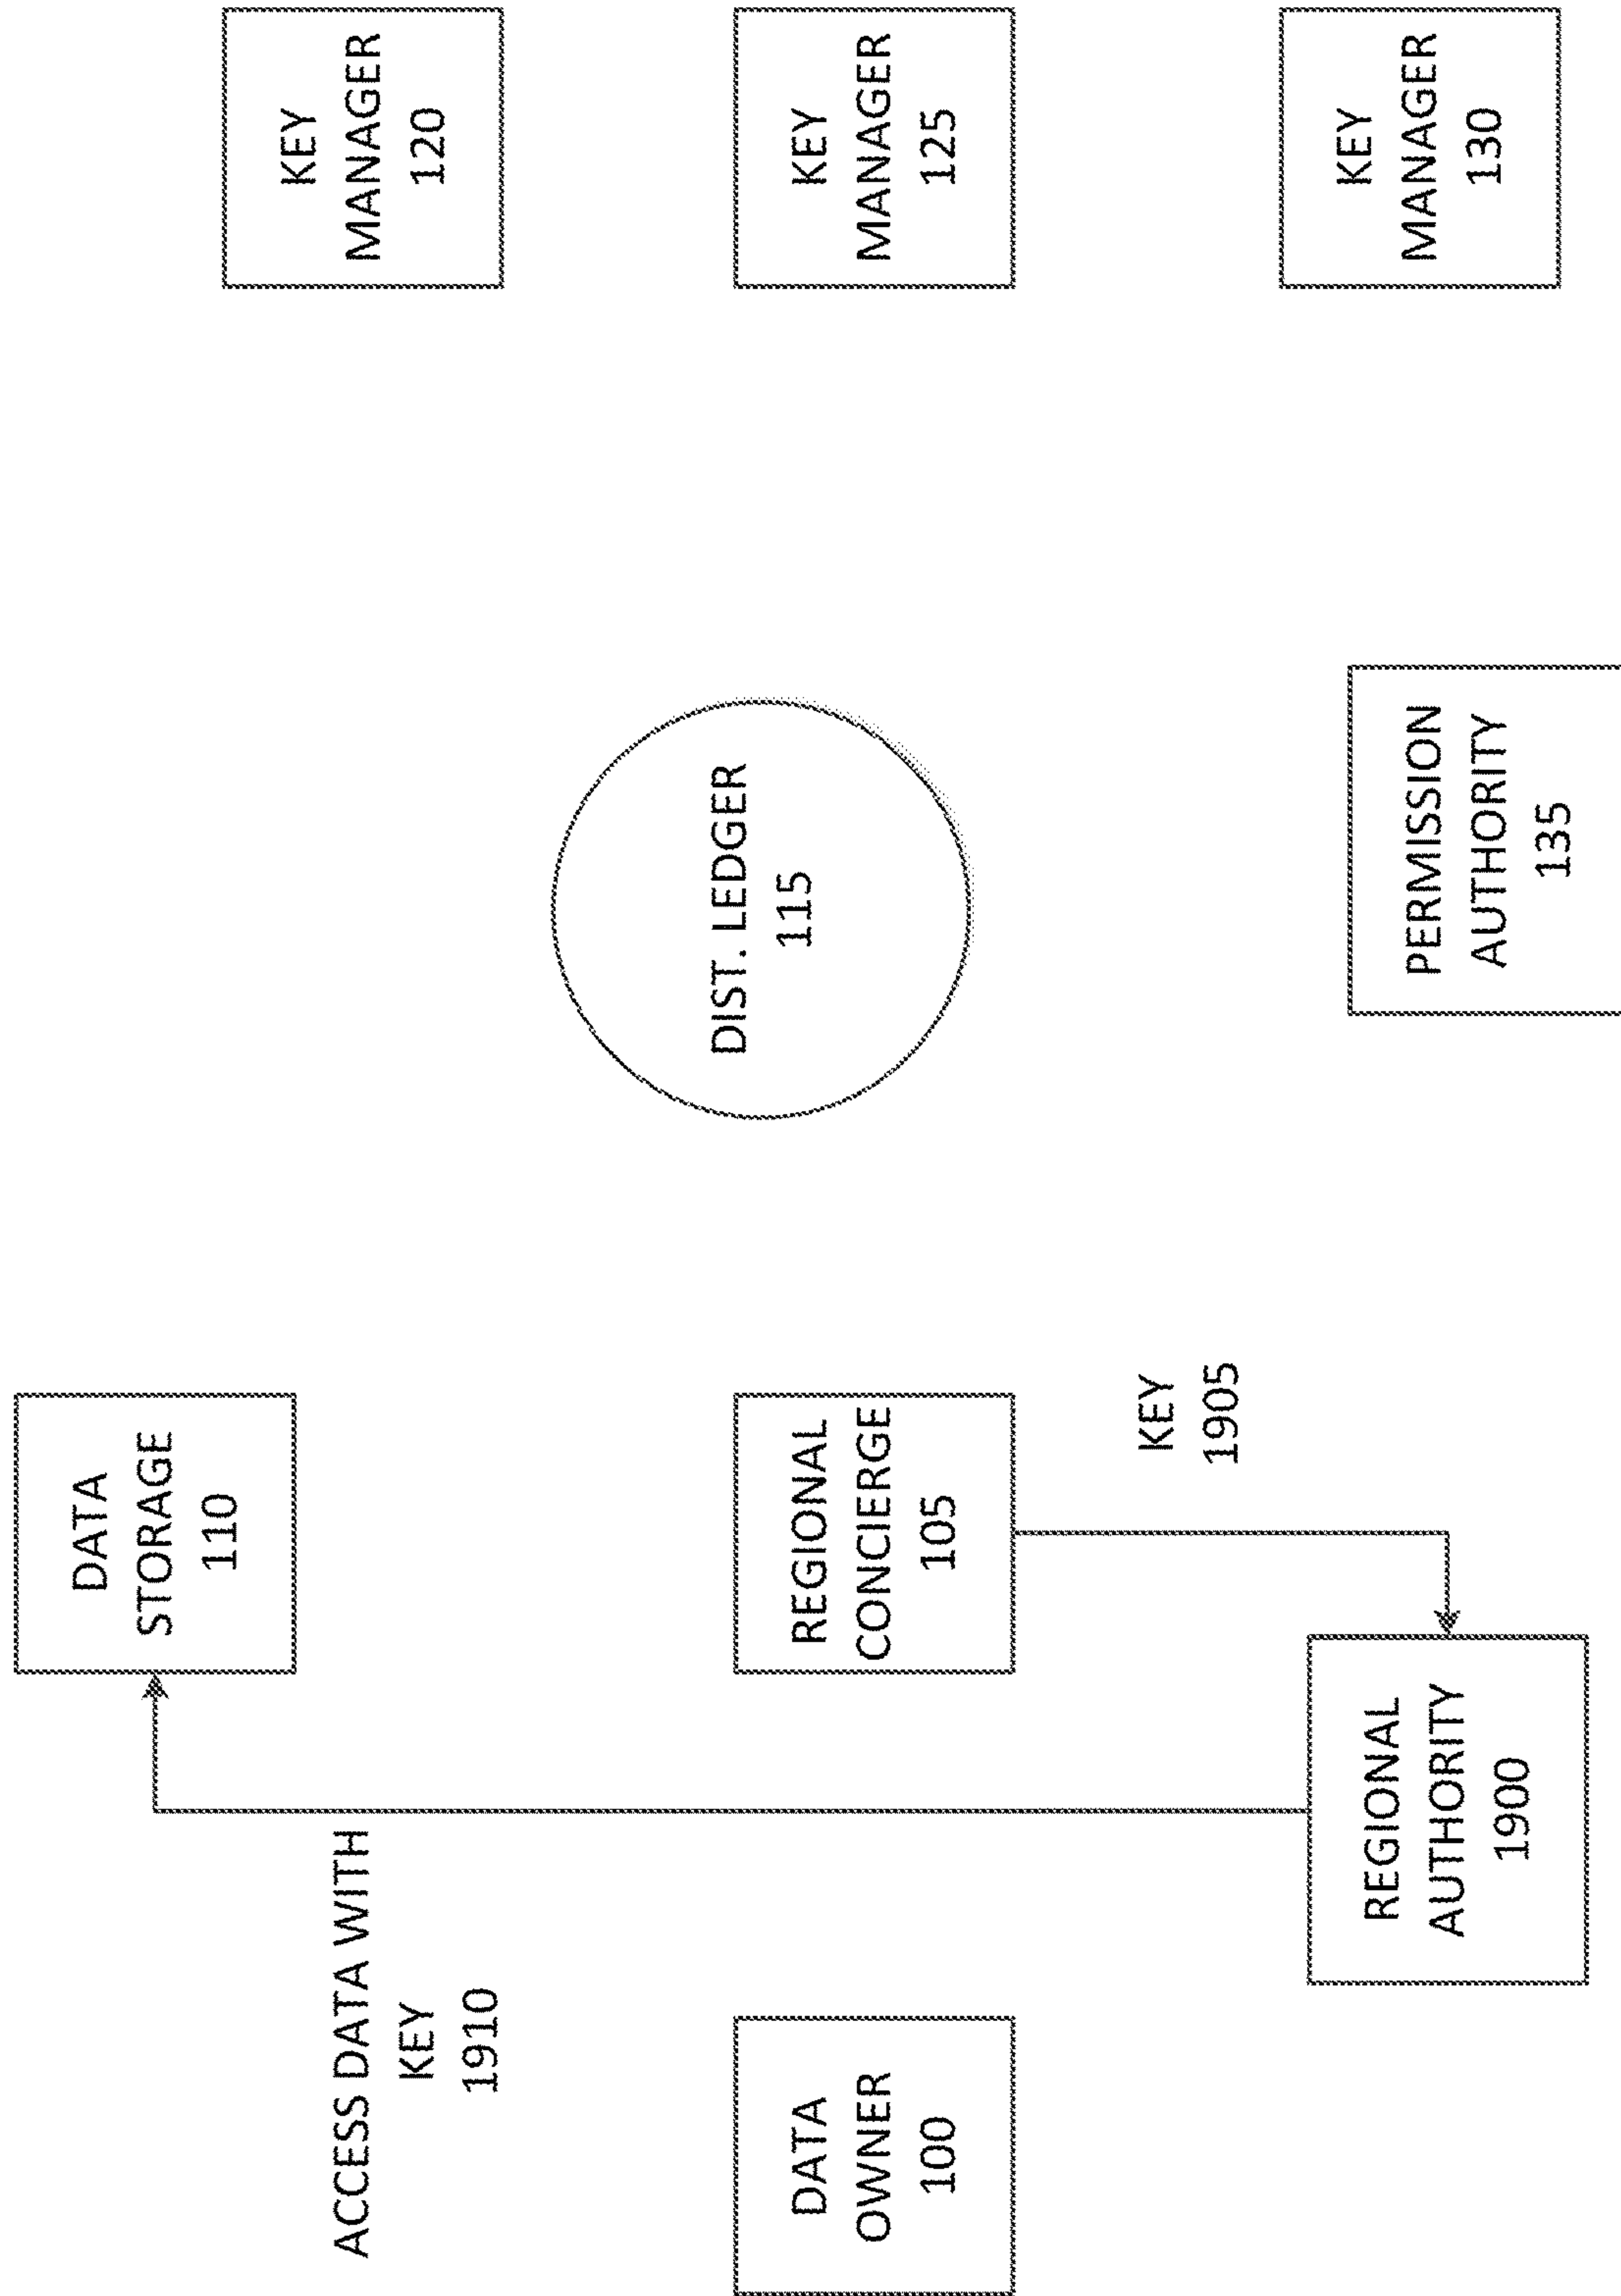 DATA
STORAGE
110
KEY
MANAGER
120
ACCESS DATA WITH
KEY
1910
DIST. LEDGER
115
DATA
OWNER
100
REGIONAL
CONCIERGE
105
KEY
MANAGER
125
KEY
1905
REGIONAL
AUTHORITY
1900
PERMISSION
AUTHORITY
135
KEY
MANAGER
130